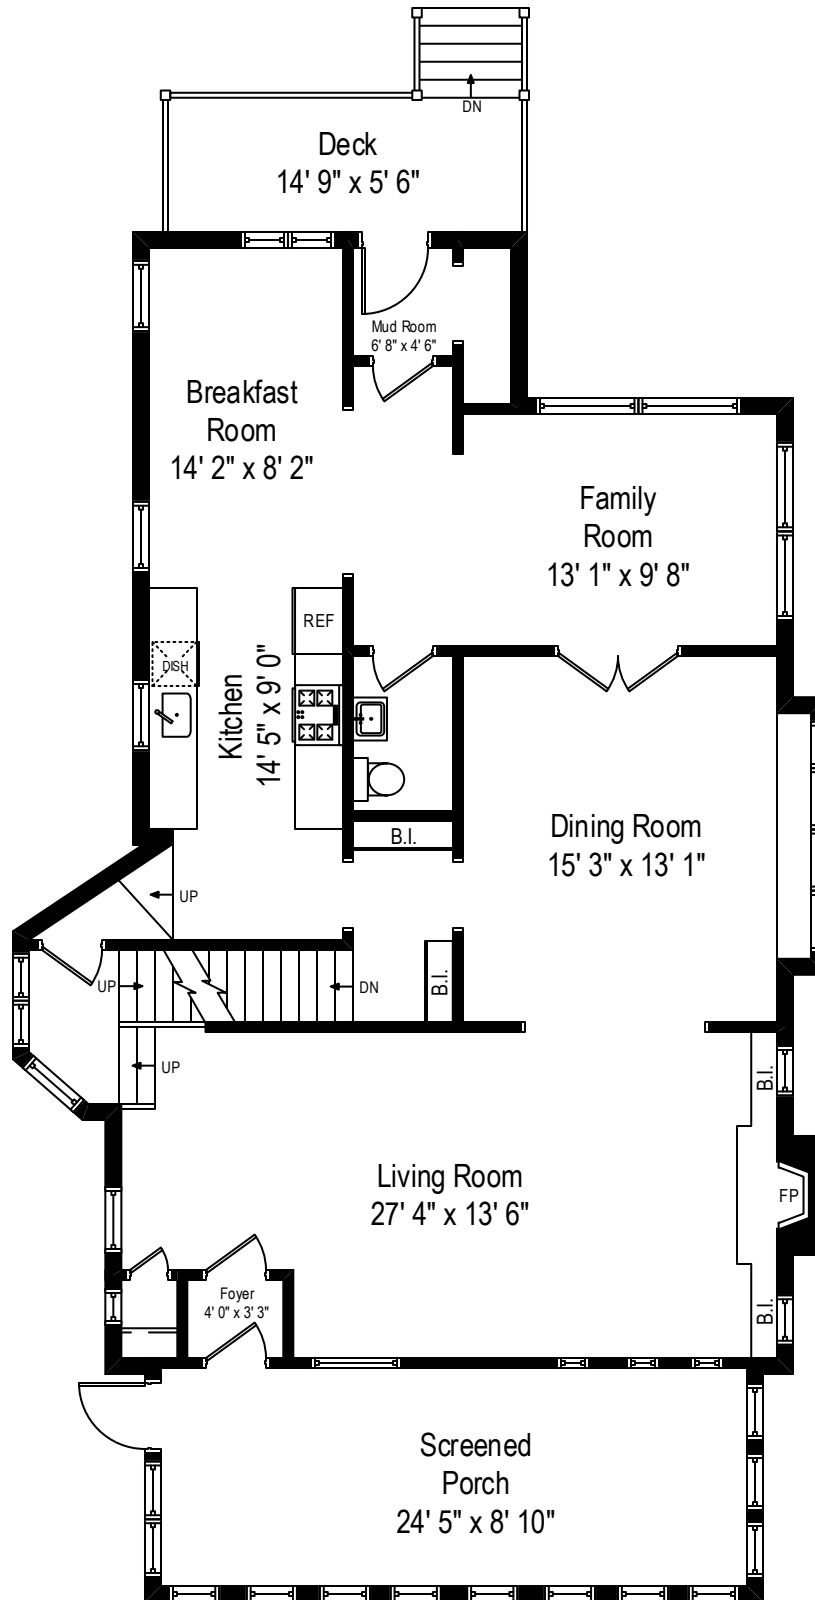 DN
Deck
14' 9" x 5' 6"
Mud Room
6' 8" x 4' 6"
Breakfast
Room
14' 2" x 8' 2"
Family
Room
13' 1" x 9' 8"
REF
DISH
Kitchen
14' 5" x 9' 0"
Dining Room
15' 3" x 13' 1"
B.I.
UP
B.I.
UP
DN
UP
B.I.
Living Room
27' 4" x 13' 6"
FP
Foyer
4' 0" x 3' 3"
B.I.
Screened
Porch
24' 5" x 8' 10"